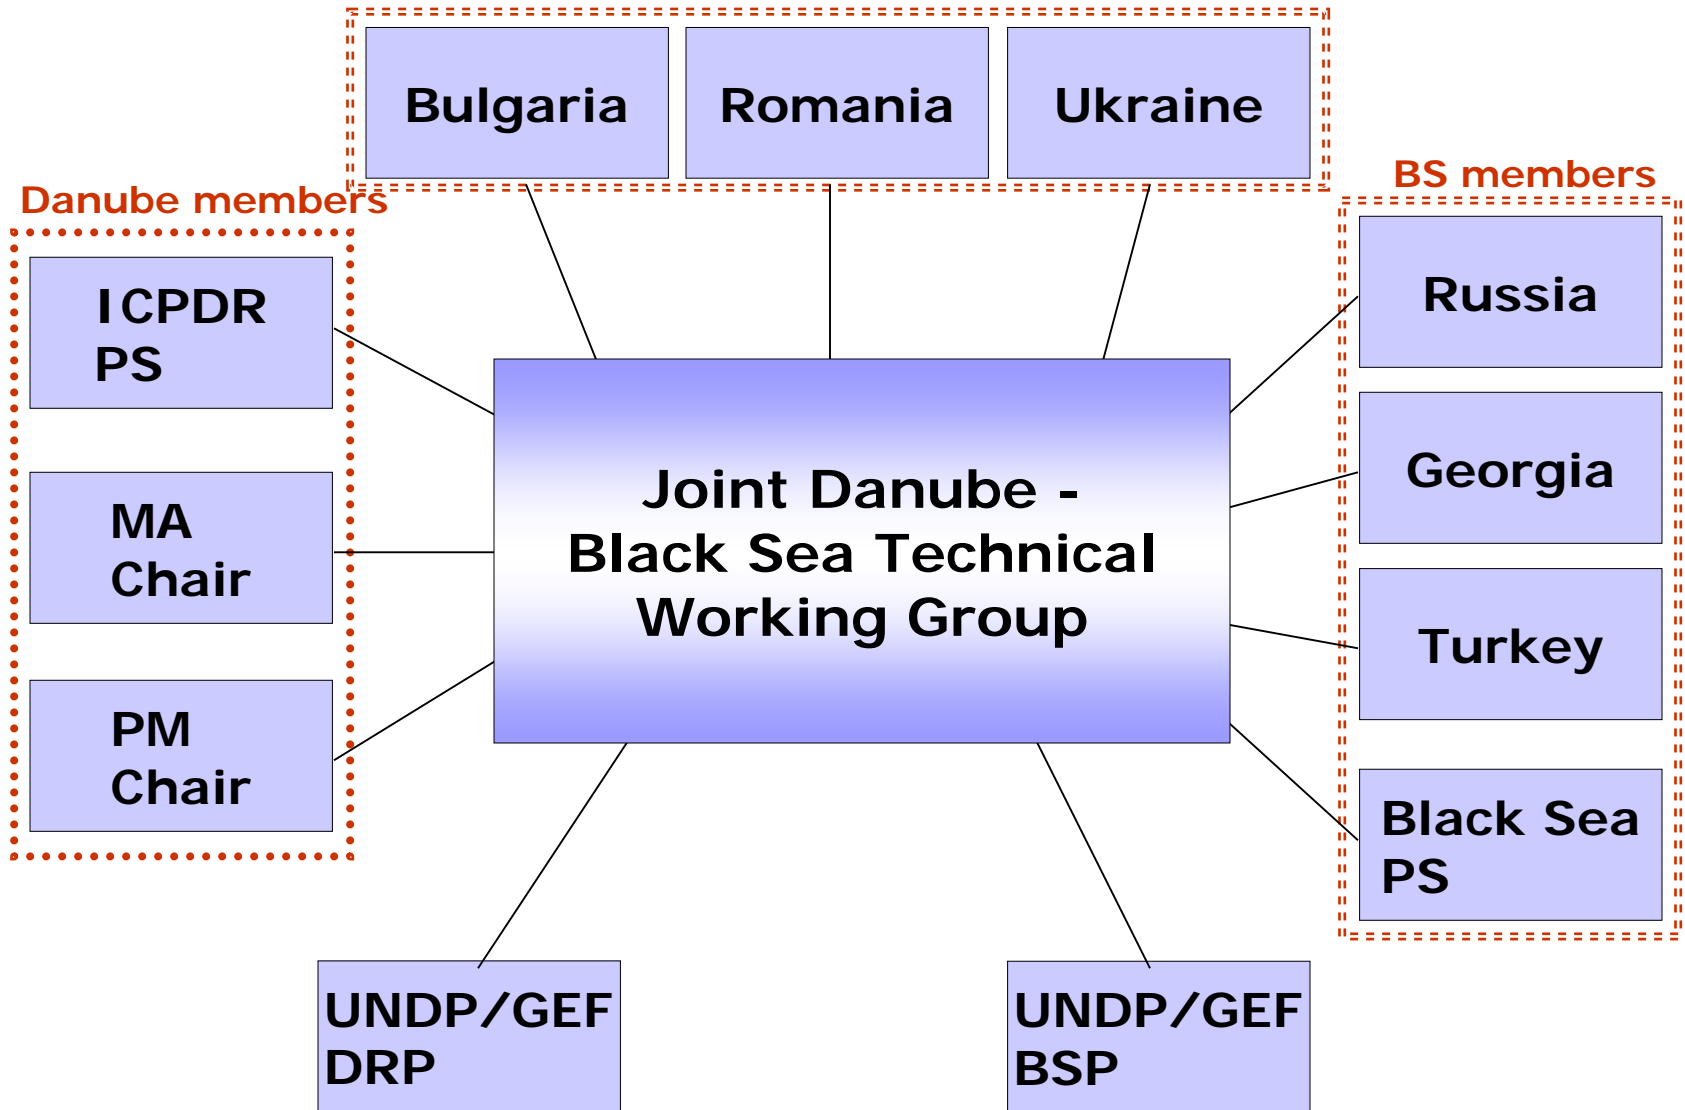 Bulgaria
Romania
Ukraine
Danube members
BS members
ICPDR
PS
MA
Chair
PM
Chair
Joint Danube -
Black Sea Technical
Working Group
Russia
Georgia
Turkey
Black Sea
PS
UNDP/GEF
DRP
UNDP/GEF
BSP